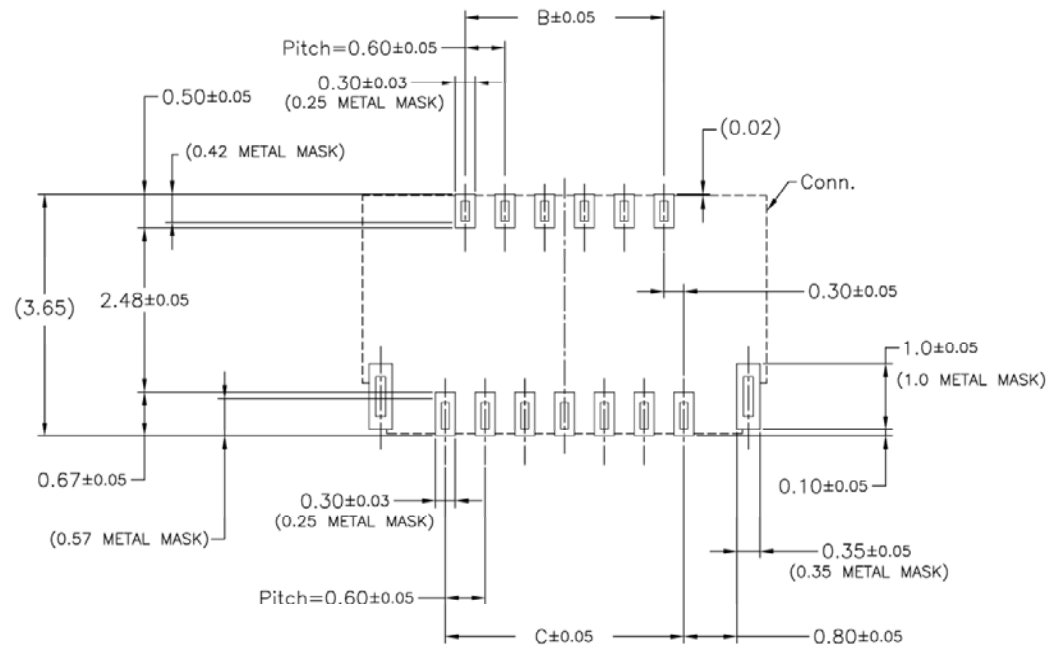 B±0.05
Pitch=0.60±0.05
0.30±0.03
(0.25 METAL MASK)
0.50±0.05
(0.02)
(0.42 METAL MASK)
Conn.
(3.65)
2.48±0.05
0.30±0.05
1.0±0.05
(1.0 METAL MASK)
0.67±0.05
0.10±0.05
0.30±0.03
(0.25 METAL MASK)
(0.57 METAL MASK)
0.35±0.05
(0.35 METAL MASK)
Pitch=0.60±0.05
C±0.05
0.80±0.05